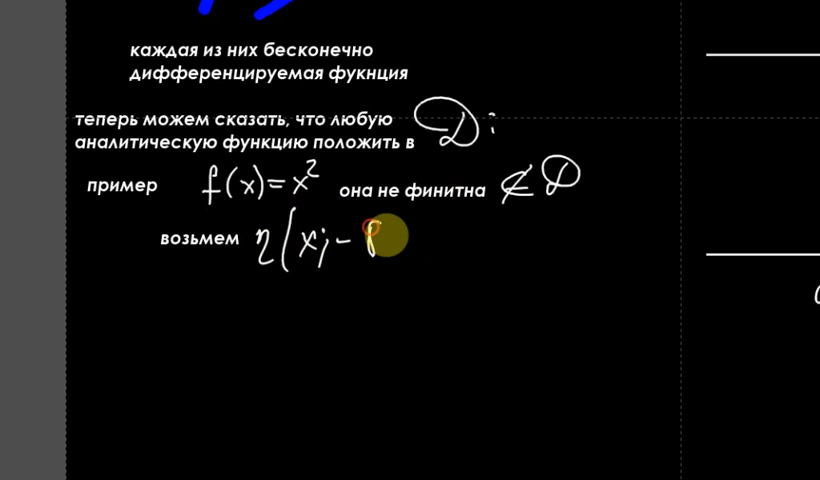 каждая из них бесконечно
дифференцируемая фукнция
теперь можем сказать, что любую
аналитическую функцию положить в D:
пример f(x)=x² она не финитна ∉ D
возьмем η(x; -